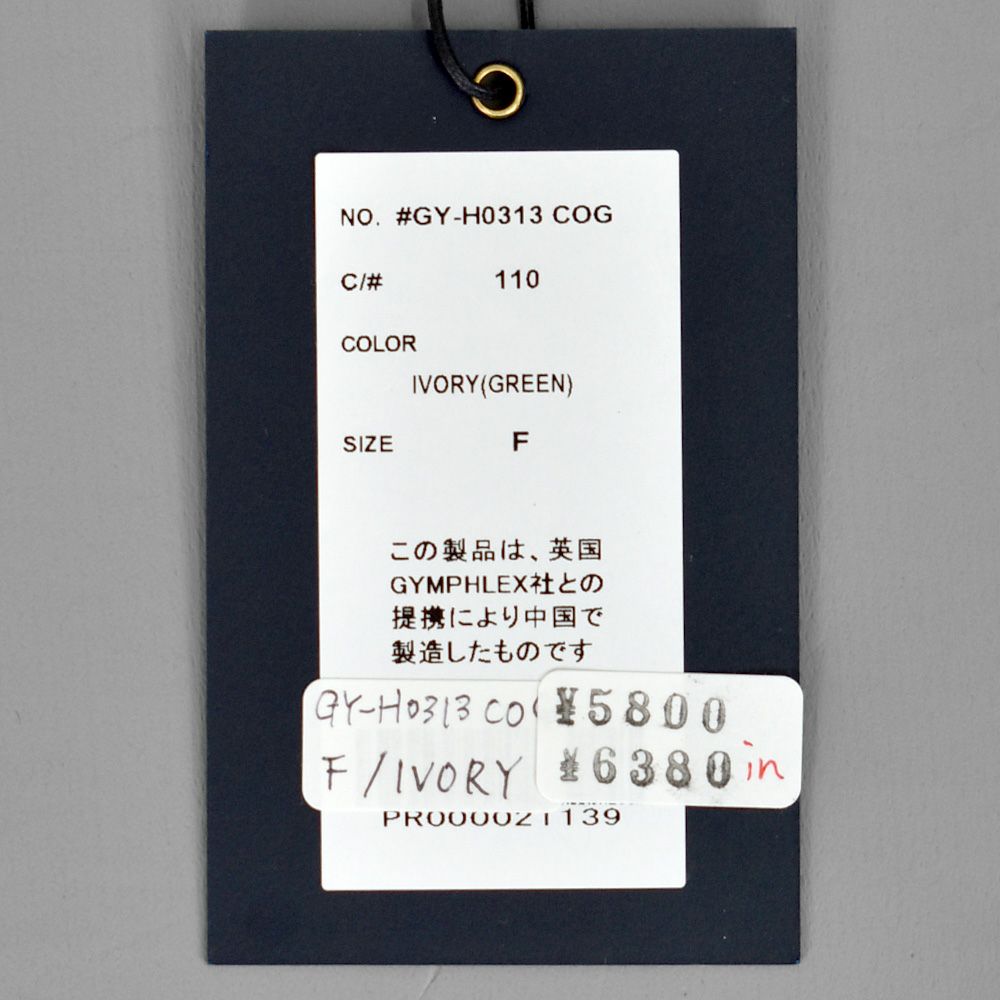 NO. #GY-H0313 COG
C/# 110
COLOR
IVORY(GREEN)
SIZE F
この製品は、英国
GYMPHLEX社との
提携により中国で
製造したものです
GY-H0313 CO
F/IVORY
¥5800
¥6380 in
PR000021139